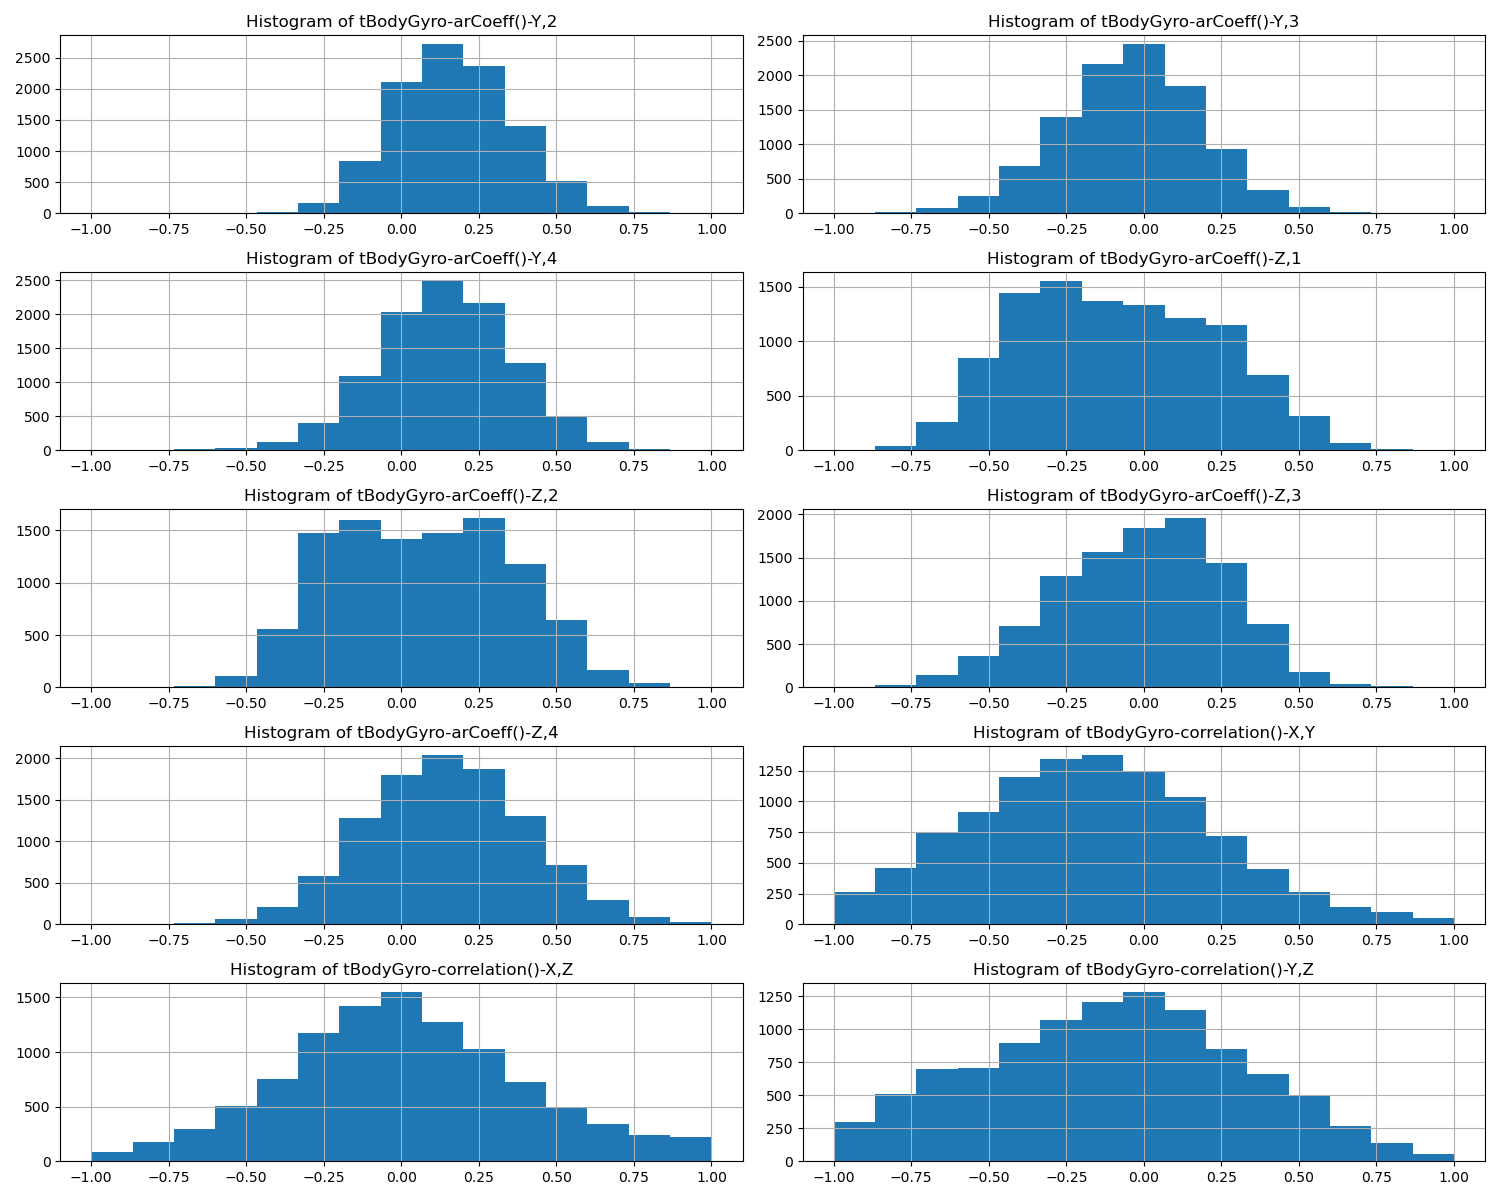 Histogram of tBodyGyro-arCoeff()-Y,2
2500
2000
1500
1000
500
0
−1.00 −0.75 −0.50 −0.25 0.00 0.25 0.50 0.75 1.00
Histogram of tBodyGyro-arCoeff()-Y,3
2500
2000
1500
1000
500
0
−1.00 −0.75 −0.50 −0.25 0.00 0.25 0.50 0.75 1.00
Histogram of tBodyGyro-arCoeff()-Y,4
2500
2000
1500
1000
500
0
−1.00 −0.75 −0.50 −0.25 0.00 0.25 0.50 0.75 1.00
Histogram of tBodyGyro-arCoeff()-Z,1
1500
1000
500
0
−1.00 −0.75 −0.50 −0.25 0.00 0.25 0.50 0.75 1.00
Histogram of tBodyGyro-arCoeff()-Z,2
1500
1000
500
0
−1.00 −0.75 −0.50 −0.25 0.00 0.25 0.50 0.75 1.00
Histogram of tBodyGyro-arCoeff()-Z,3
2000
1500
1000
500
0
−1.00 −0.75 −0.50 −0.25 0.00 0.25 0.50 0.75 1.00
Histogram of tBodyGyro-arCoeff()-Z,4
2000
1500
1000
500
0
−1.00 −0.75 −0.50 −0.25 0.00 0.25 0.50 0.75 1.00
Histogram of tBodyGyro-correlation()-X,Y
1250
1000
750
500
250
0
−1.00 −0.75 −0.50 −0.25 0.00 0.25 0.50 0.75 1.00
Histogram of tBodyGyro-correlation()-X,Z
1500
1000
500
0
−1.00 −0.75 −0.50 −0.25 0.00 0.25 0.50 0.75 1.00
Histogram of tBodyGyro-correlation()-Y,Z
1250
1000
750
500
250
0
−1.00 −0.75 −0.50 −0.25 0.00 0.25 0.50 0.75 1.00